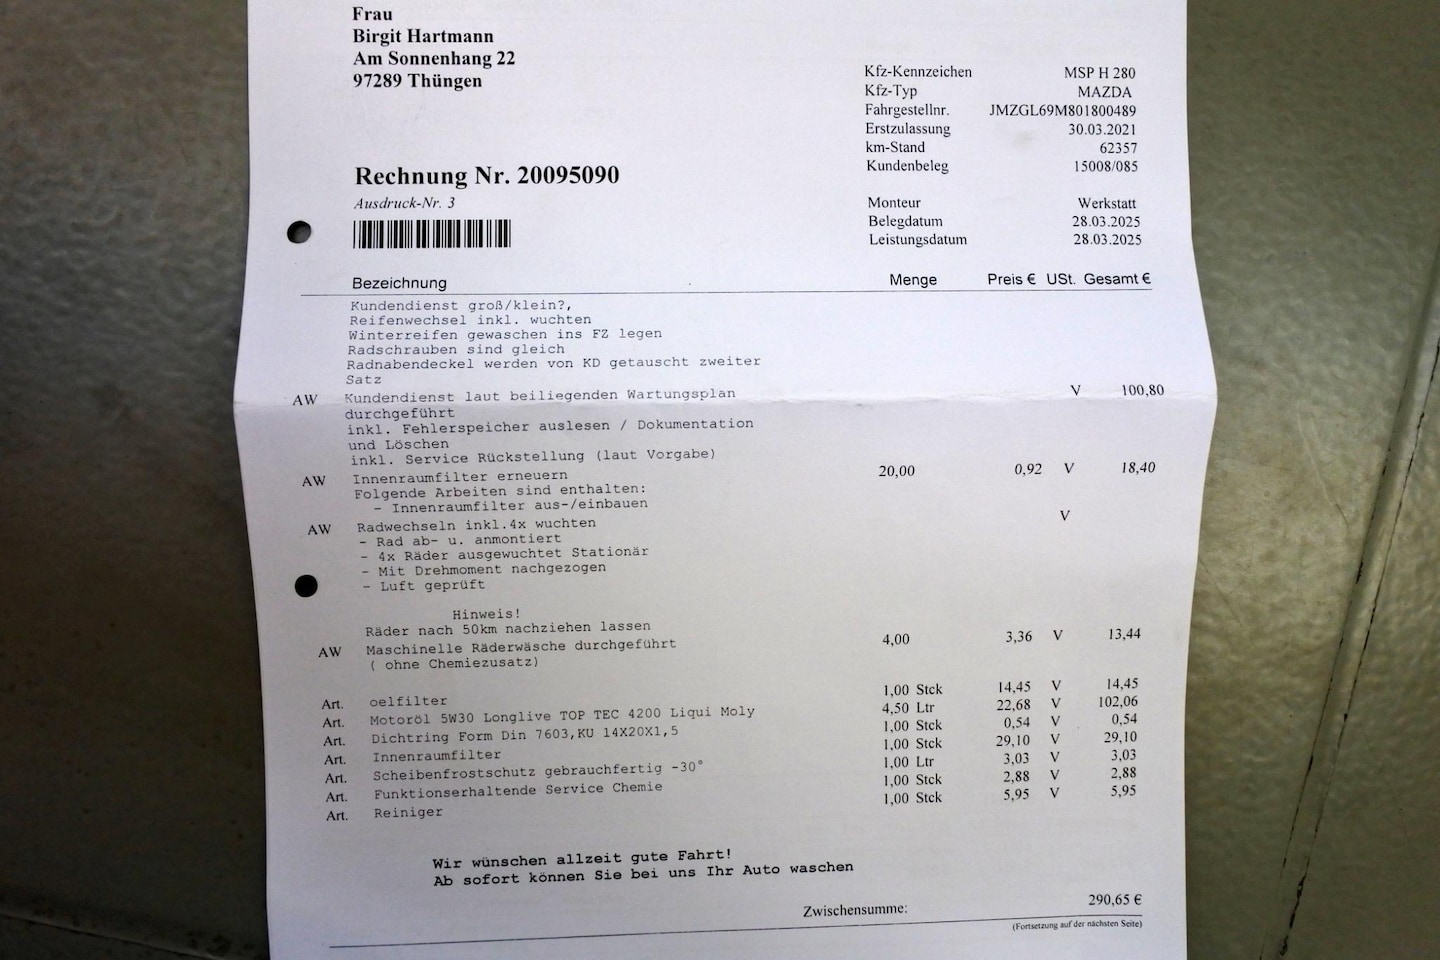 Frau
Birgit Hartmann
Am Sonnenhang 22
97289 Thüngen
Kfz-Kennzeichen MSP H 280
Kfz-Typ MAZDA
Fahrgestellnr. JMZGL69M801800489
Erstzulassung 30.03.2021
km-Stand 62357
Kundenbeleg 15008/085
Rechnung Nr. 20095090
Ausdruck-Nr. 3
Monteur Werkstatt
Belegdatum 28.03.2025
Leistungsdatum 28.03.2025
Bezeichnung Menge Preis € USt. Gesamt €
Kundendienst groß/klein?,
Reifenwechsel inkl. wuchten
Winterreifen gewaschen ins FZ legen
Radschrauben sind gleich
Radnabendeckel werden von KD getauscht zweiter
Satz
AW Kundendienst laut beiliegenden Wartungsplan V 100,80
durchgeführt
inkl. Fehlerspeicher auslesen / Dokumentation
und Löschen
inkl. Service Rückstellung (laut Vorgabe)
AW Innenraumfilter erneuern 20,00 0,92 V 18,40
Folgende Arbeiten sind enthalten:
- Innenraumfilter aus-/einbauen
AW Radwechseln inkl.4x wuchten V
- Rad ab- u. anmontiert
- 4x Räder ausgewuchtet Stationär
- Mit Drehmoment nachgezogen
- Luft geprüft
Hinweis!
Räder nach 50km nachziehen lassen
AW Maschinelle Räderwäsche durchgeführt 4,00 3,36 V 13,44
( ohne Chemiezusatz)
Art. oelfilter 1,00 Stck 14,45 V 14,45
Art. Motoröl 5W30 Longlive TOP TEC 4200 Liqui Moly 4,50 Ltr 22,68 V 102,06
Art. Dichtring Form Din 7603,KU 14X20X1,5 1,00 Stck 0,54 V 0,54
Art. Innenraumfilter 1,00 Stck 29,10 V 29,10
Art. Scheibenfrostschutz gebrauchfertig -30° 1,00 Ltr 3,03 V 3,03
Art. Funktionserhaltende Service Chemie 1,00 Stck 2,88 V 2,88
Art. Reiniger 1,00 Stck 5,95 V 5,95
Wir wünschen allzeit gute Fahrt!
Ab sofort können Sie bei uns Ihr Auto waschen
Zwischensumme: 290,65 €
(Fortsetzung auf der nächsten Seite)